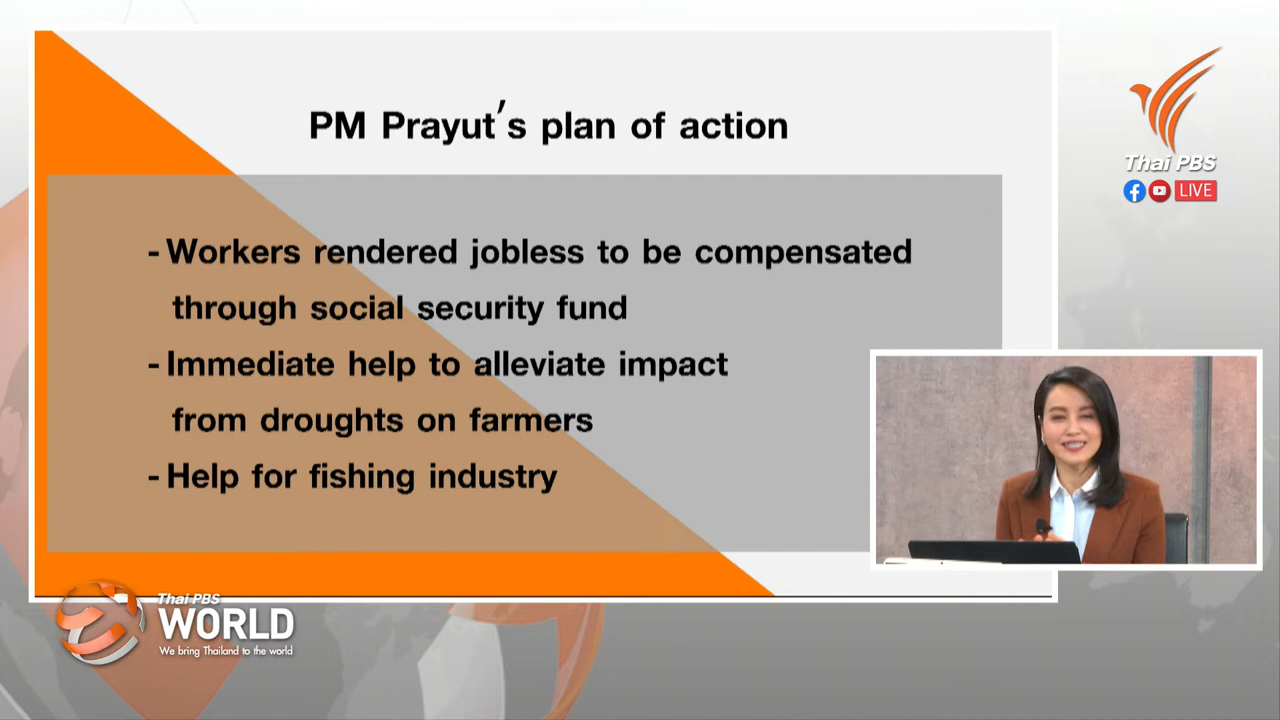 PM Prayut's plan of action
- Workers rendered jobless to be compensated
through social security fund
- Immediate help to alleviate impact
from droughts on farmers
- Help for fishing industry
Thai PBS
LIVE
Thai PBS
WORLD
We bring Thailand to the world